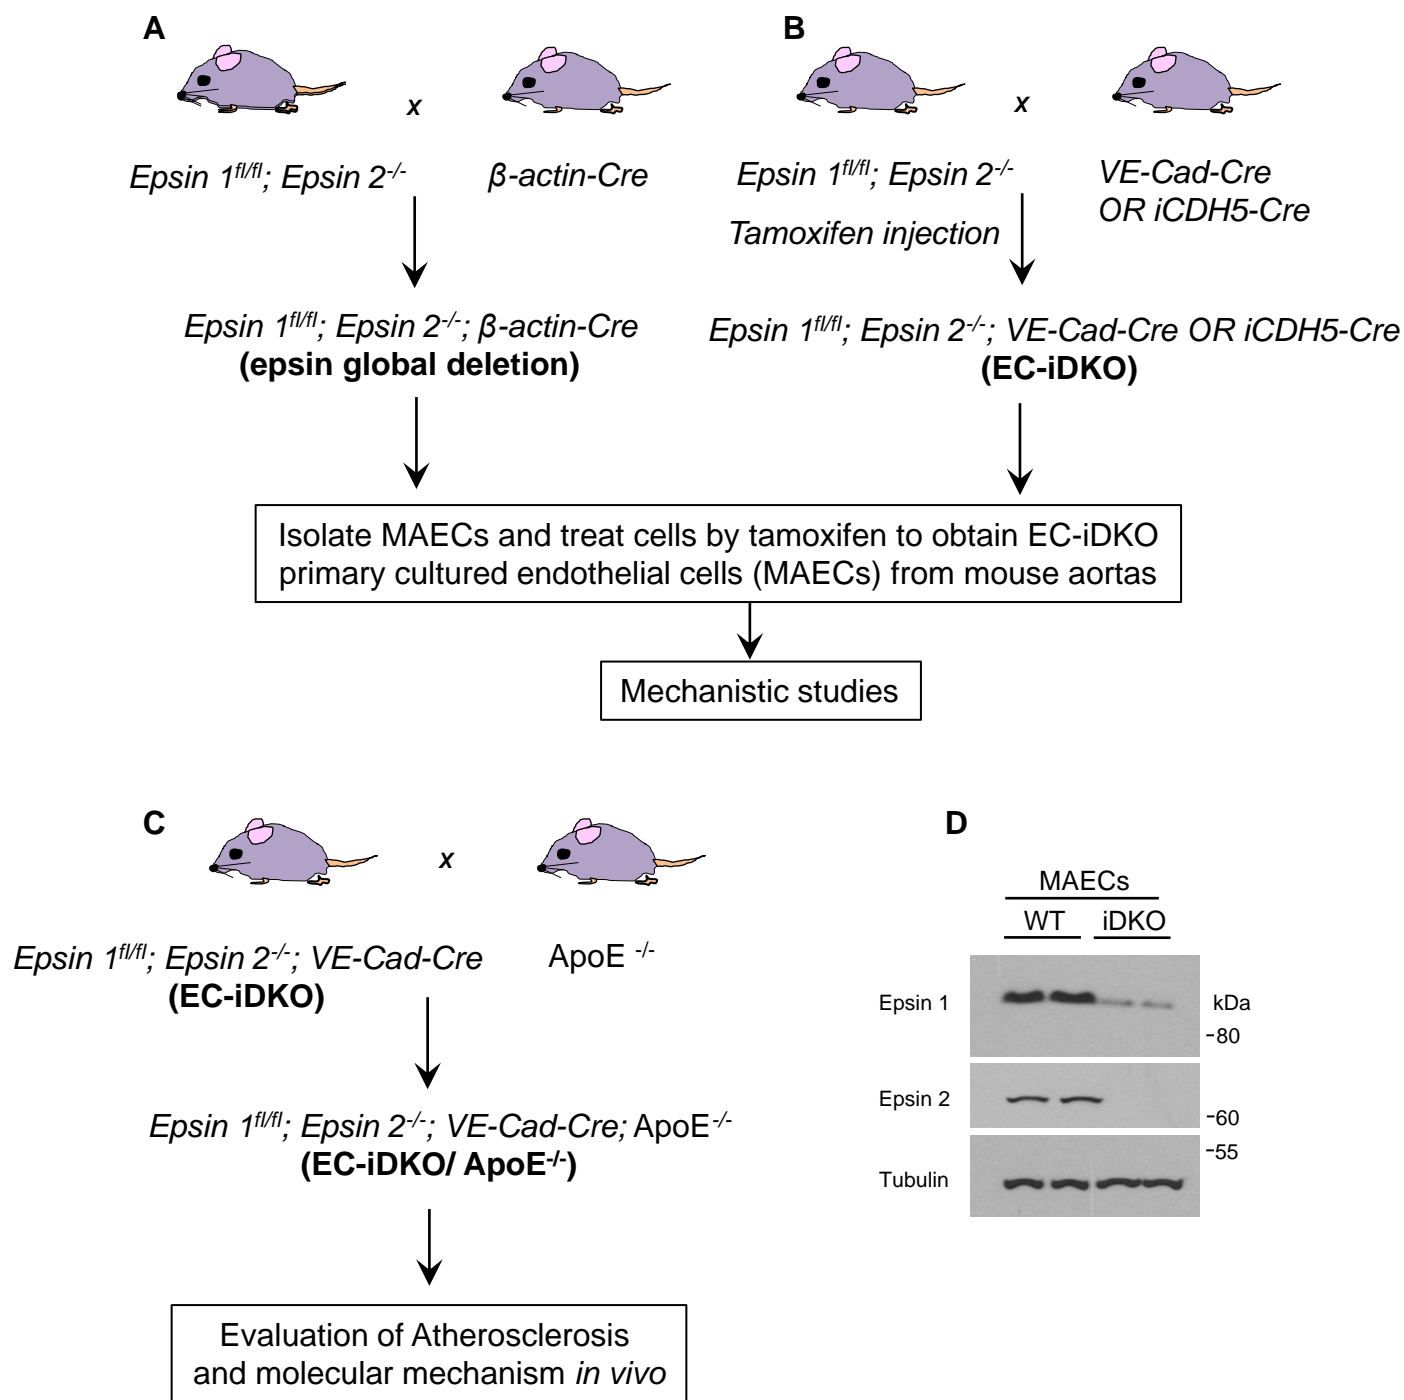 A
x
Epsin 1fl/fl; Epsin 2-/-
β-actin-Cre
Epsin 1fl/fl; Epsin 2-/-; β-actin-Cre
(epsin global deletion)
B
x
Epsin 1fl/fl; Epsin 2-/-
VE-Cad-Cre
OR iCDH5-Cre
Tamoxifen injection
Epsin 1fl/fl; Epsin 2-/-; VE-Cad-Cre OR iCDH5-Cre
(EC-iDKO)
Isolate MAECs and treat cells by tamoxifen to obtain EC-iDKO
primary cultured endothelial cells (MAECs) from mouse aortas
Mechanistic studies
C
x
Epsin 1fl/fl; Epsin 2-/-; VE-Cad-Cre
(EC-iDKO)
ApoE -/-
Epsin 1fl/fl; Epsin 2-/-; VE-Cad-Cre; ApoE-/-
(EC-iDKO/ ApoE-/-)
Evaluation of Atherosclerosis
and molecular mechanism in vivo
D
MAECs
WT iDKO
Epsin 1
kDa
-80
Epsin 2
-60
-55
Tubulin